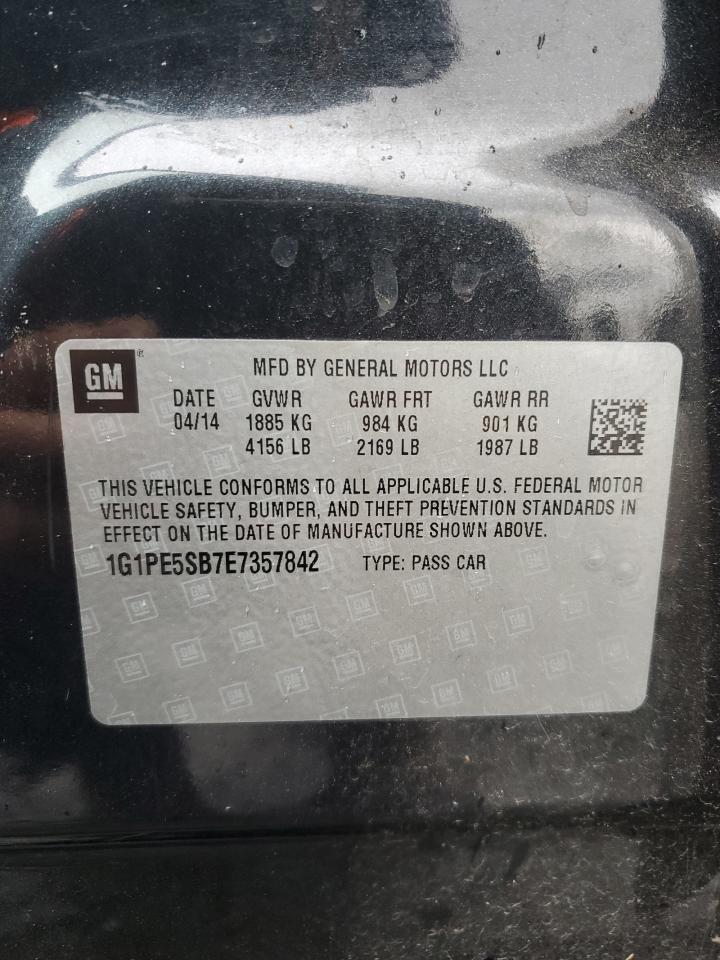 GM
MFD BY GENERAL MOTORS LLC
DATE GVWR GAWR FRT GAWR RR
04/14 1885 KG 984 KG 901 KG
4156 LB 2169 LB 1987 LB
THIS VEHICLE CONFORMS TO ALL APPLICABLE U.S. FEDERAL MOTOR
VEHICLE SAFETY, BUMPER, AND THEFT PREVENTION STANDARDS IN
EFFECT ON THE DATE OF MANUFACTURE SHOWN ABOVE.
1G1PE5SB7E7357842 TYPE: PASS CAR